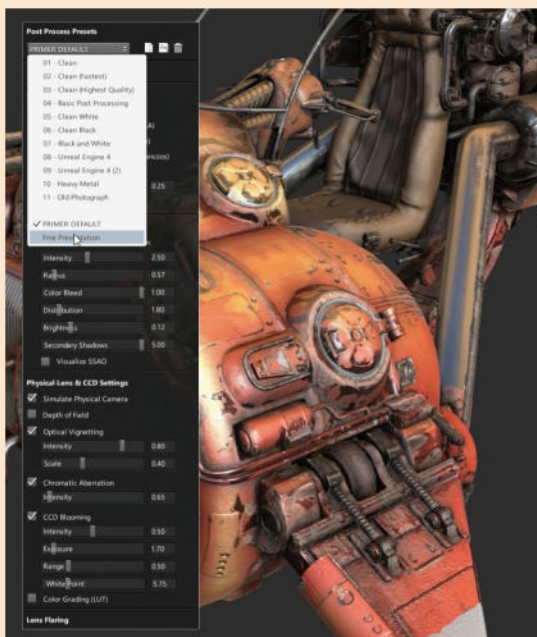 Post Process Presets
PRIMER DEFAULT
01 - Clean
02 - Clean (Fastest)
03 - Clean (Highest Quality)
04 - Basic Post Processing
05 - Clean White
06 - Clean Black
07 - Black and White
08 - Unreal Engine 4
09 - Unreal Engine 4 (2)
10 - Heavy Metal
11 - Old Photograph
0.25
✓ PRIMER DEFAULT
Fine Presentation
Intensity 2.50
Radius 0.57
Color Bleed 1.00
Distribution 1.80
Brightness 0.12
Secondary Shadows 5.00
Visualize SSAO
Physical Lens & CCD Settings
Simulate Physical Camera
Depth of Field
Optical Vignetting
Intensity 0.80
Scale 0.40
Chromatic Aberration
Intensity 0.65
CCD Blooming
Intensity 0.50
Exposure 1.70
Range 0.50
White Point 5.75
Color Grading (LUT)
Lens Flaring